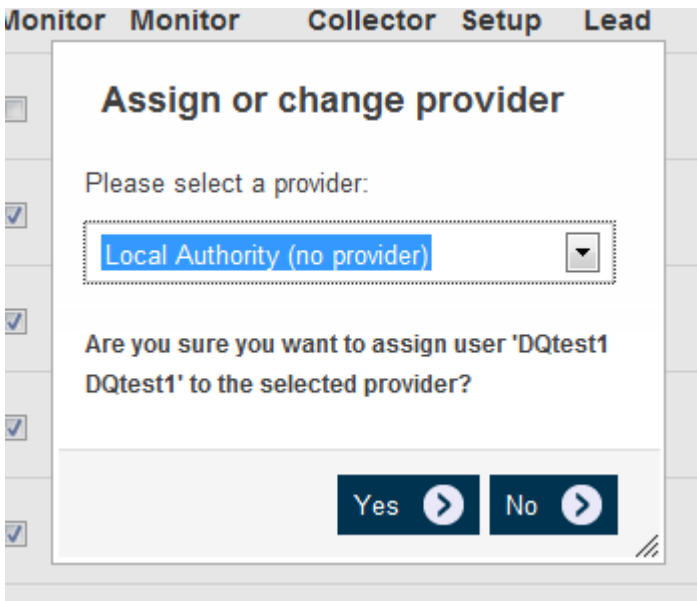 Monitor Monitor Collector Setup Lead
Assign or change provider
Please select a provider:
Local Authority (no provider)
Are you sure you want to assign user 'DQtest1
DQtest1' to the selected provider?
Yes No